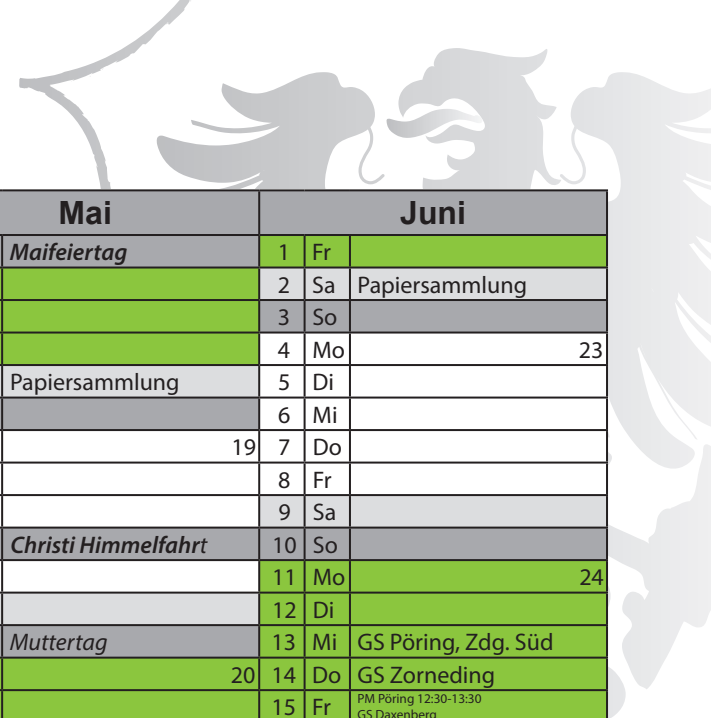 Mai Juni
Maifeiertag 1 Fr
2 Sa Papiersammlung
3 So
4 Mo 23
Papiersammlung 5 Di
6 Mi
19 7 Do
8 Fr
9 Sa
Christi Himmelfahrt 10 So
11 Mo 24
12 Di
Muttertag 13 Mi GS Pöring, Zdg. Süd
20 14 Do GS Zorneding
15 Fr PM Pöring 12:30-13:30
GS Daxenberg